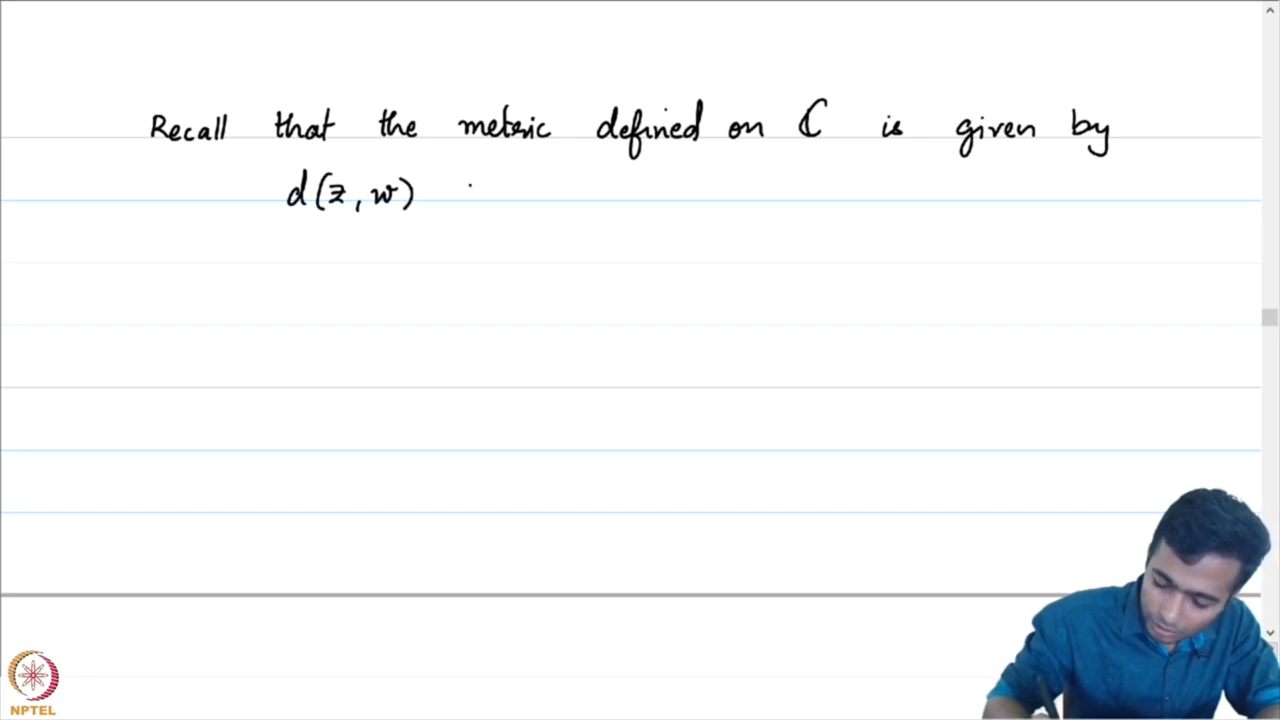 Recall that the metric defined on ℂ is given by
d(z, w)
NPTEL